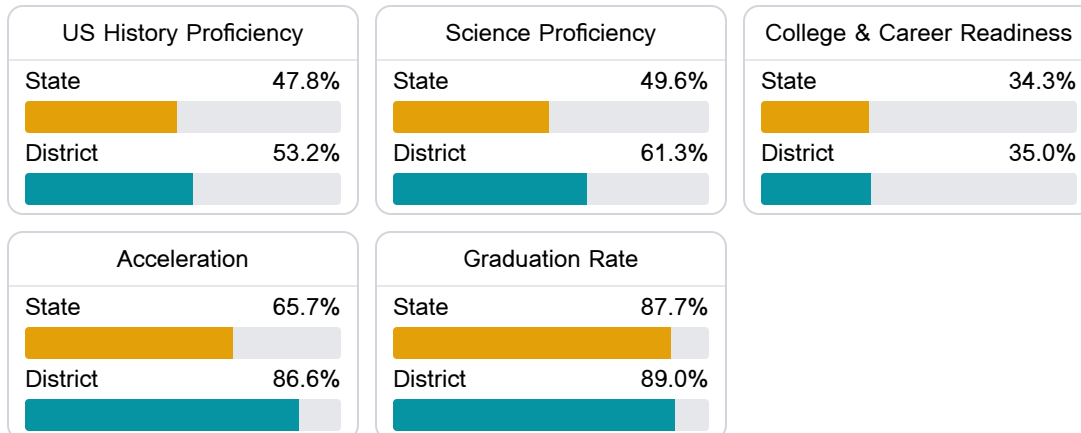 US History Proficiency
State 47.8%
District 53.2%
Science Proficiency
State 49.6%
District 61.3%
College & Career Readiness
State 34.3%
District 35.0%
Acceleration
State 65.7%
District 86.6%
Graduation Rate
State 87.7%
District 89.0%